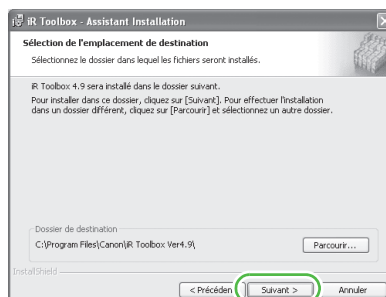 iR Toolbox - Assistant Installation
Sélection de l'emplacement de destination
Sélectionnez le dossier dans lequel les fichiers seront installés.
iR Toolbox 4.9 sera installé dans le dossier suivant.
Pour installer dans ce dossier, cliquez sur [Suivant]. Pour effectuer l'installation
dans un dossier différent, cliquez sur [Parcourir] et sélectionnez un autre dossier.
Dossier de destination
C:\Program Files\Canon\iR Toolbox Ver4.9\
Parcourir...
InstallShield
< Précéden
Suivant >
Annuler